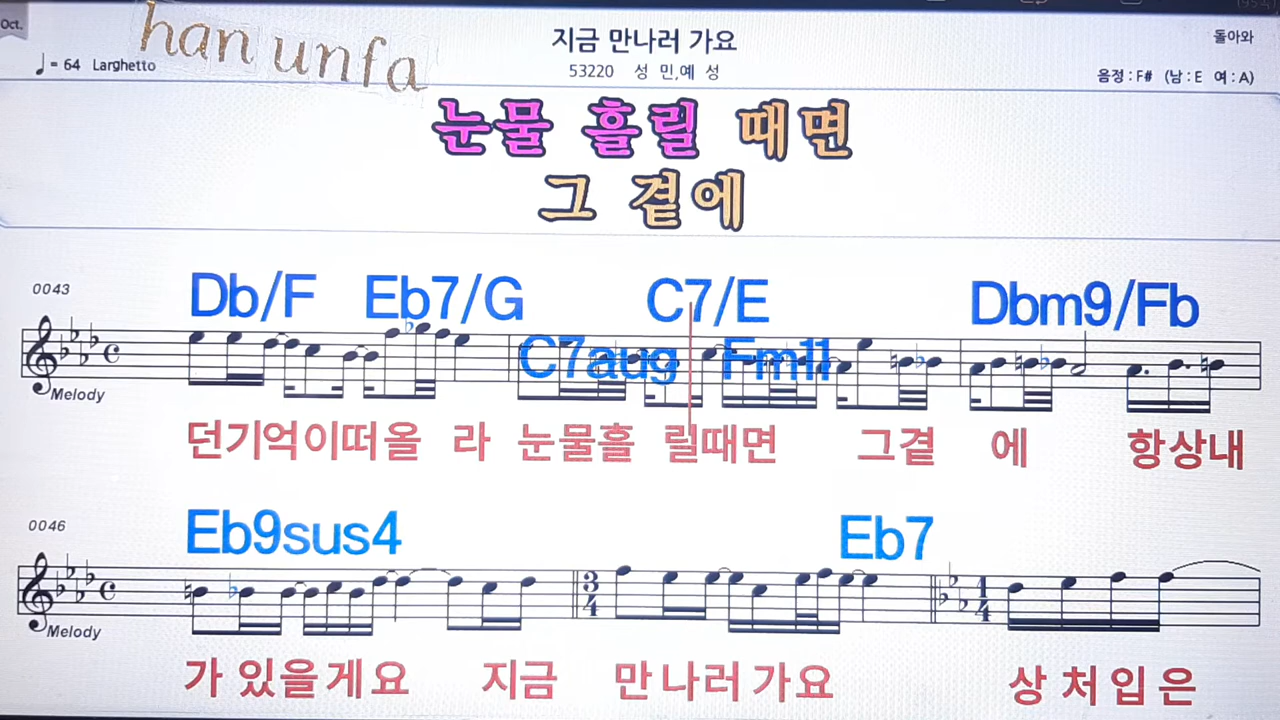 Oct.
han unfa
지금 만나러 가요
돌아와
♩= 64 Larghetto
53220 성 민,예 성
음정 : F# (남 : E 여 : A)
눈물 흘릴 때면
그 곁에
0043
Db/F Eb7/G C7/E Dbm9/Fb
C7aug Fm11
Melody
던기억이떠올 라 눈물흘 릴때면 그곁 에 항상내
0046
Eb9sus4 Eb7
3/4
1/4
Melody
가 있을게요 지금 만나러가요 상처입은